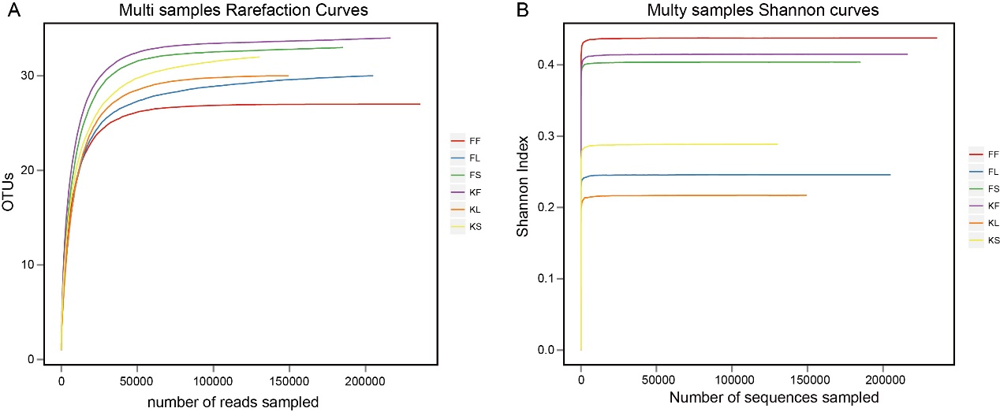 A
Multi samples Rarefaction Curves
OTUs
30
20
10
0
0 50000 100000 150000 200000
number of reads sampled
FF
FL
FS
KF
KL
KS
B
Multy samples Shannon curves
Shannon Index
0.4
0.3
0.2
0.1
0.0
0 50000 100000 150000 200000
Number of sequences sampled
FF
FL
FS
KF
KL
KS